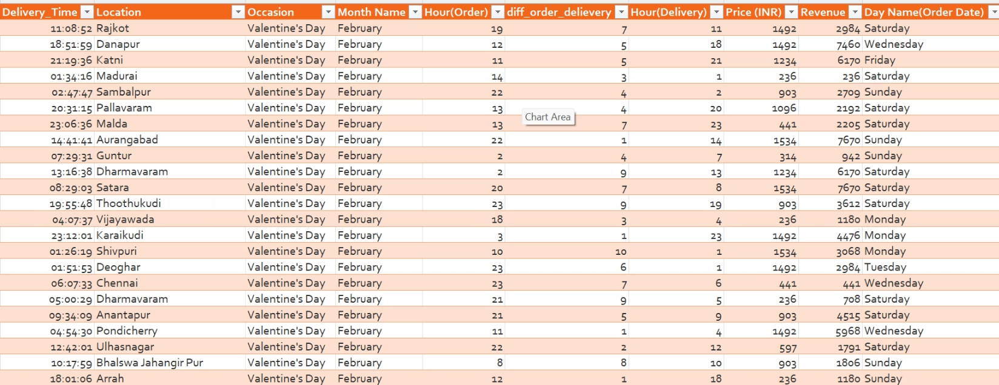 Delivery_Time Location Occasion Month Name Hour(Order) diff_order_delievery Hour(Delivery) Price (INR) Revenue Day Name(Order Date)
11:08:52 Rajkot Valentine's Day February 19 7 11 1492 2984 Saturday
18:51:59 Danapur Valentine's Day February 12 5 18 1492 7460 Wednesday
21:19:36 Katni Valentine's Day February 11 5 21 1234 6170 Friday
01:34:16 Madurai Valentine's Day February 14 3 1 236 236 Saturday
02:47:47 Sambalpur Valentine's Day February 22 4 2 903 2709 Sunday
20:31:15 Pallavaram Valentine's Day February 13 4 20 1096 2192 Saturday
Chart Area
23:06:36 Malda Valentine's Day February 13 7 23 441 2205 Saturday
14:41:41 Aurangabad Valentine's Day February 22 1 14 1534 7670 Sunday
07:29:31 Guntur Valentine's Day February 2 4 7 314 942 Sunday
13:16:38 Dharmavaram Valentine's Day February 2 9 13 1234 6170 Saturday
08:29:03 Satara Valentine's Day February 20 7 8 1534 7670 Saturday
19:55:48 Thoothukudi Valentine's Day February 23 9 19 903 3612 Saturday
04:07:37 Vijayawada Valentine's Day February 18 3 4 236 1180 Monday
23:12:01 Karaikudi Valentine's Day February 3 1 23 1492 4476 Monday
01:26:19 Shivpuri Valentine's Day February 10 10 1 1534 3068 Monday
01:51:53 Deoghar Valentine's Day February 23 6 1 1492 2984 Tuesday
06:07:33 Chennai Valentine's Day February 23 7 6 441 441 Wednesday
05:00:29 Dharmavaram Valentine's Day February 21 9 5 236 708 Saturday
09:34:09 Anantapur Valentine's Day February 21 5 9 903 4515 Saturday
04:54:30 Pondicherry Valentine's Day February 11 1 4 1492 5968 Wednesday
12:42:01 Ulhasnagar Valentine's Day February 22 2 12 597 1791 Saturday
10:17:59 Bhalswa Jahangir Pur Valentine's Day February 8 8 10 903 1806 Sunday
18:01:06 Arrah Valentine's Day February 12 1 18 236 1180 Sunday